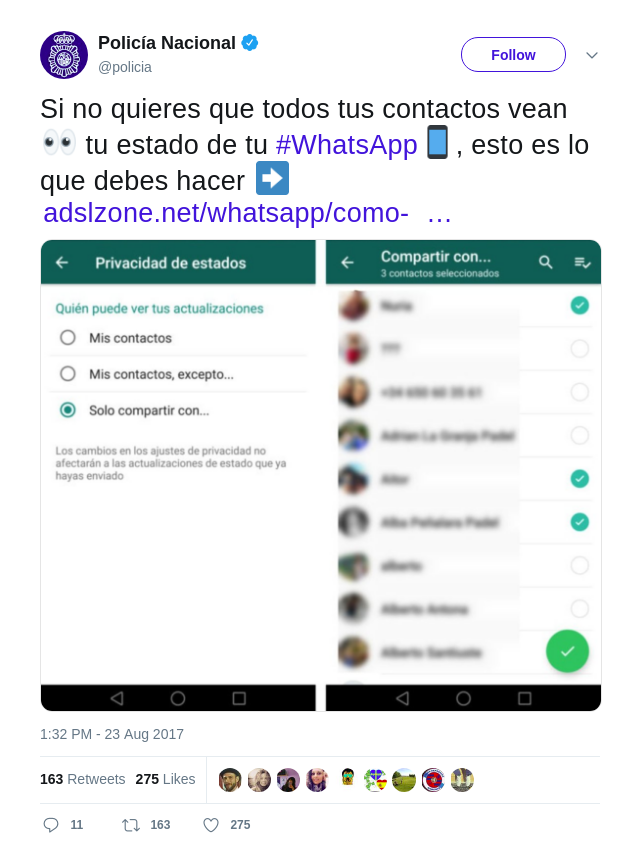 Policía Nacional
@policia
Follow
Si no quieres que todos tus contactos vean
👀 tu estado de tu #WhatsApp 📱 , esto es lo
que debes hacer ➡
adslzone.net/whatsapp/como- …
Privacidad de estados
Quién puede ver tus actualizaciones
Mis contactos
Mis contactos, excepto...
Solo compartir con...
Los cambios en los ajustes de privacidad no
afectarán a las actualizaciones de estado que ya
hayas enviado
Compartir con...
3 contactos seleccionados
1:32 PM - 23 Aug 2017
163 Retweets 275 Likes
11 163 275